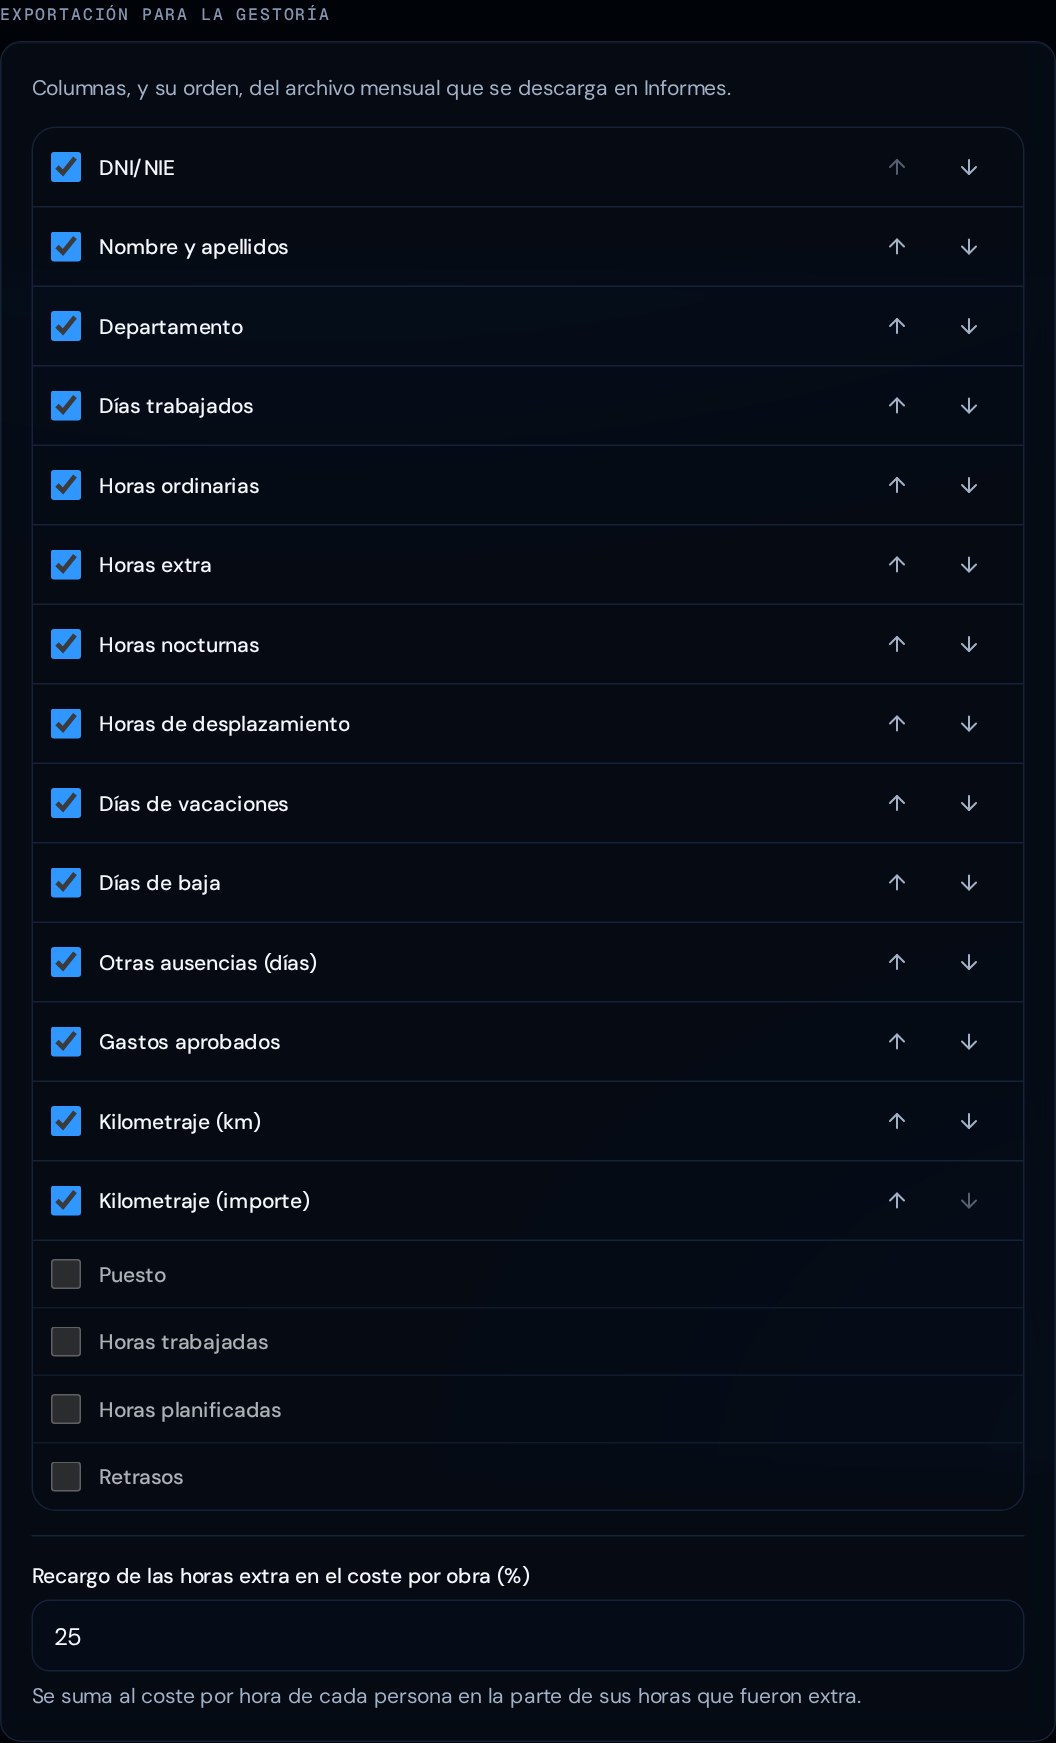 EXPORTACIÓN PARA LA GESTORÍA
Columnas, y su orden, del archivo mensual que se descarga en Informes.
DNI/NIE
Nombre y apellidos
Departamento
Días trabajados
Horas ordinarias
Horas extra
Horas nocturnas
Horas de desplazamiento
Días de vacaciones
Días de baja
Otras ausencias (días)
Gastos aprobados
Kilometraje (km)
Kilometraje (importe)
Puesto
Horas trabajadas
Horas planificadas
Retrasos
Recargo de las horas extra en el coste por obra (%)
25
Se suma al coste por hora de cada persona en la parte de sus horas que fueron extra.